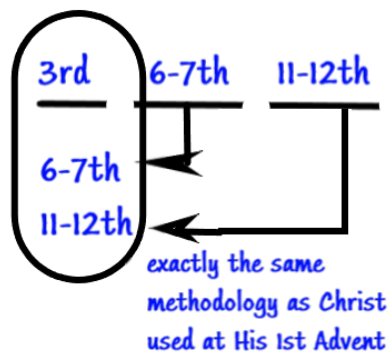 3rd 6-7th 11-12th
6-7th
11-12th
exactly the same
methodology as Christ
used at His 1st Advent